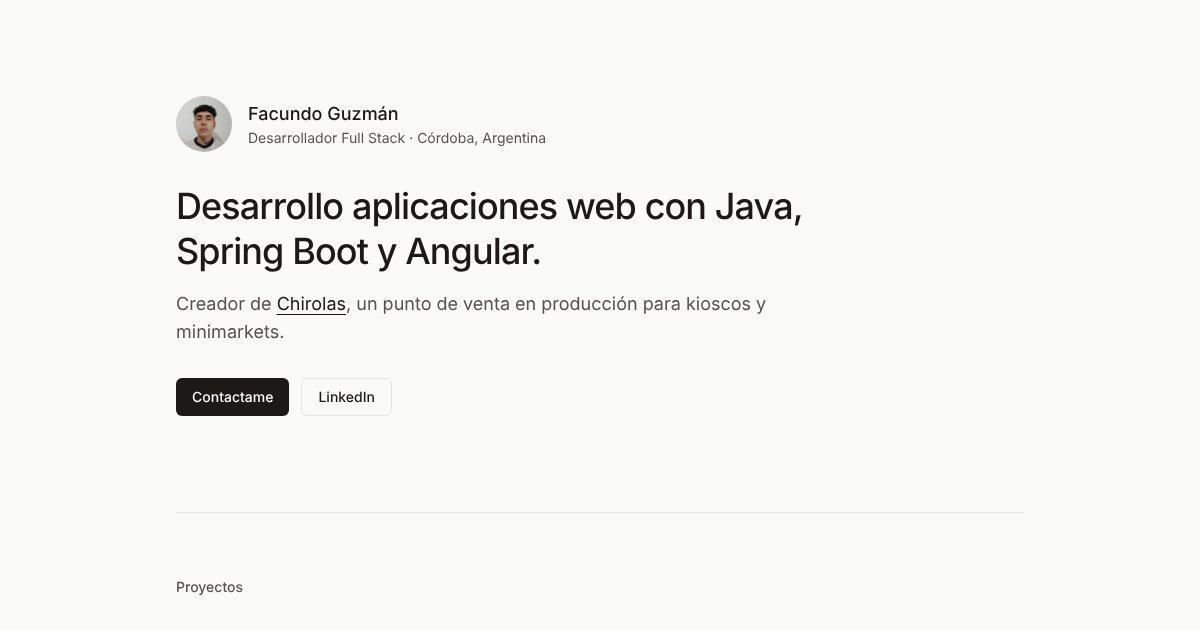 Facundo Guzmán
Desarrollador Full Stack · Córdoba, Argentina
Desarrollo aplicaciones web con Java,
Spring Boot y Angular.
Creador de Chirolas, un punto de venta en producción para kioscos y
minimarkets.
Contactame
LinkedIn
Proyectos